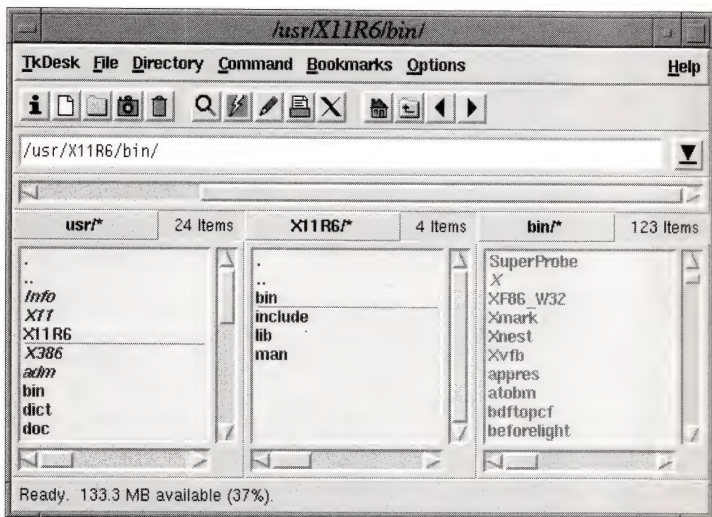 /usr/X11R6/bin/
TkDesk File Directory Command Bookmarks Options Help
/usr/X11R6/bin/
usr/* 24 Items X11R6/* 4 Items bin/* 123 Items
.
..
Info
X11
X11R6
X386
adm
bin
dict
doc
.
..
bin
include
lib
man
SuperProbe
X
XF86_W32
Xmark
Xnest
Xvfb
appres
atobm
bdftopcf
beforelight
Ready. 133.3 MB available (37%).